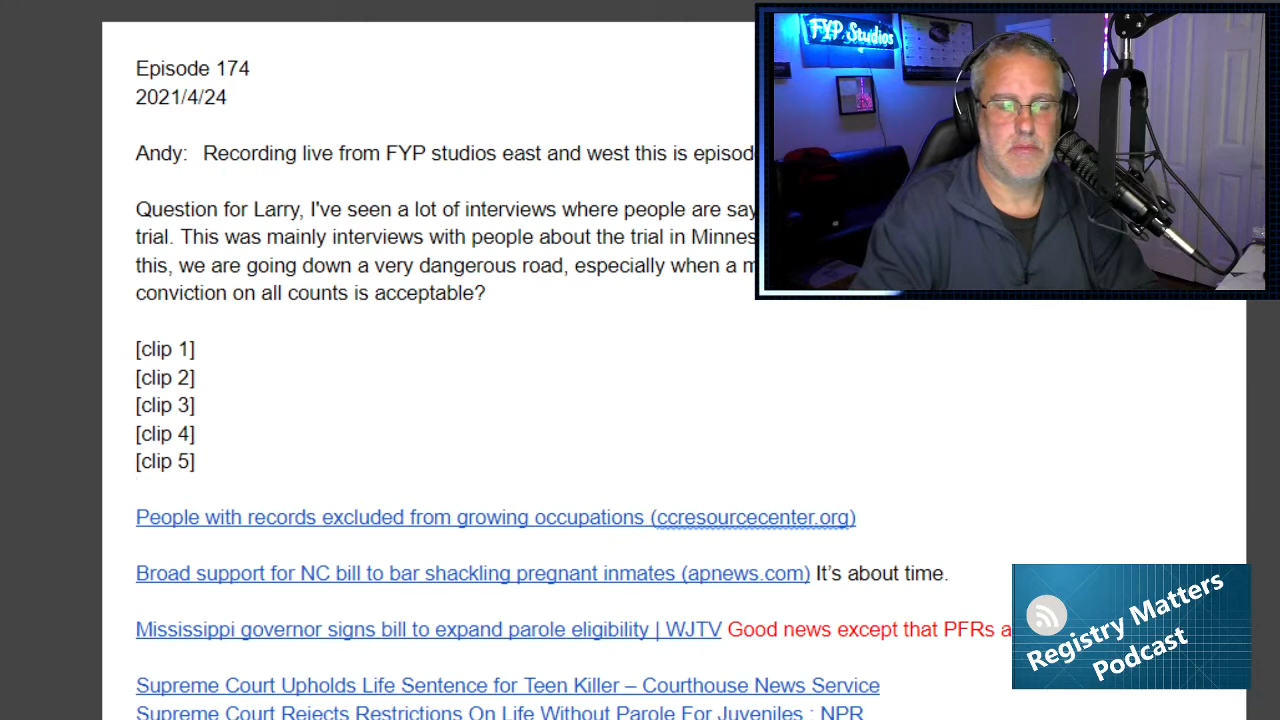 Episode 174
2021/4/24
Andy: Recording live from FYP studios east and west this is episod
Question for Larry, I've seen a lot of interviews where people are say
trial. This was mainly interviews with people about the trial in Minnes
this, we are going down a very dangerous road, especially when a m
conviction on all counts is acceptable?
[clip 1]
[clip 2]
[clip 3]
[clip 4]
[clip 5]
People with records excluded from growing occupations (ccresourcecenter.org)
Broad support for NC bill to bar shackling pregnant inmates (apnews.com) It's about time.
Mississippi governor signs bill to expand parole eligibility | WJTV Good news except that PFRs a
Supreme Court Upholds Life Sentence for Teen Killer – Courthouse News Service
Supreme Court Rejects Restrictions On Life Without Parole For Juveniles : NPR
FYP Studios
Registry Matters
Podcast